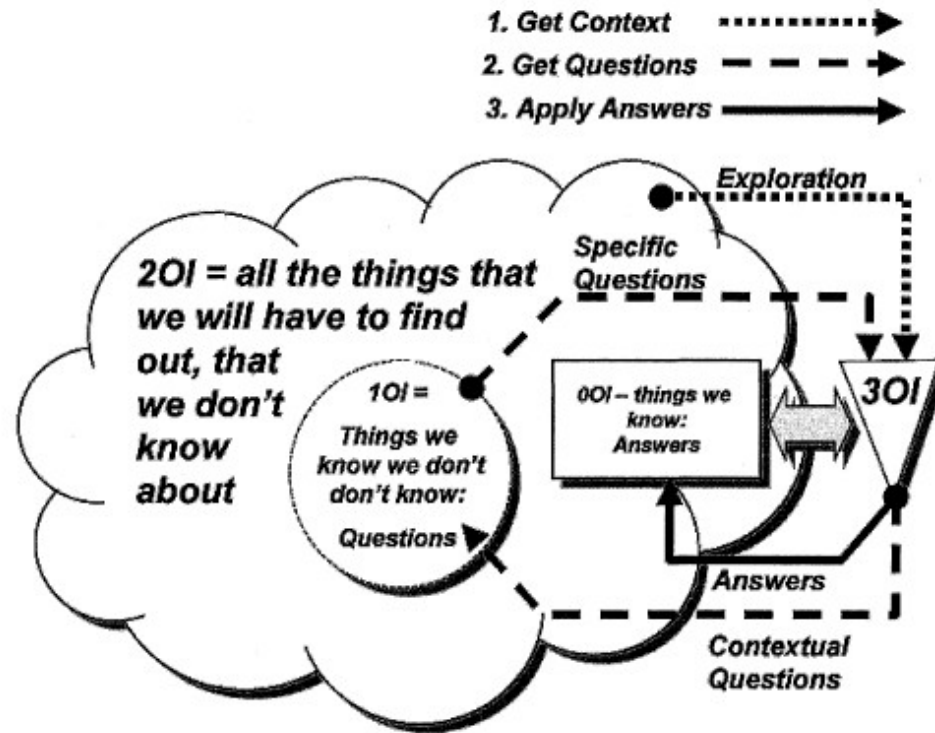 1. Get Context
2. Get Questions
3. Apply Answers
Exploration
Specific
Questions
2OI = all the things that
we will have to find
out, that
we don't
know
about
1OI =
Things we
know we don't
don't know:
Questions
0OI – things we
know:
Answers
3OI
Answers
Contextual
Questions